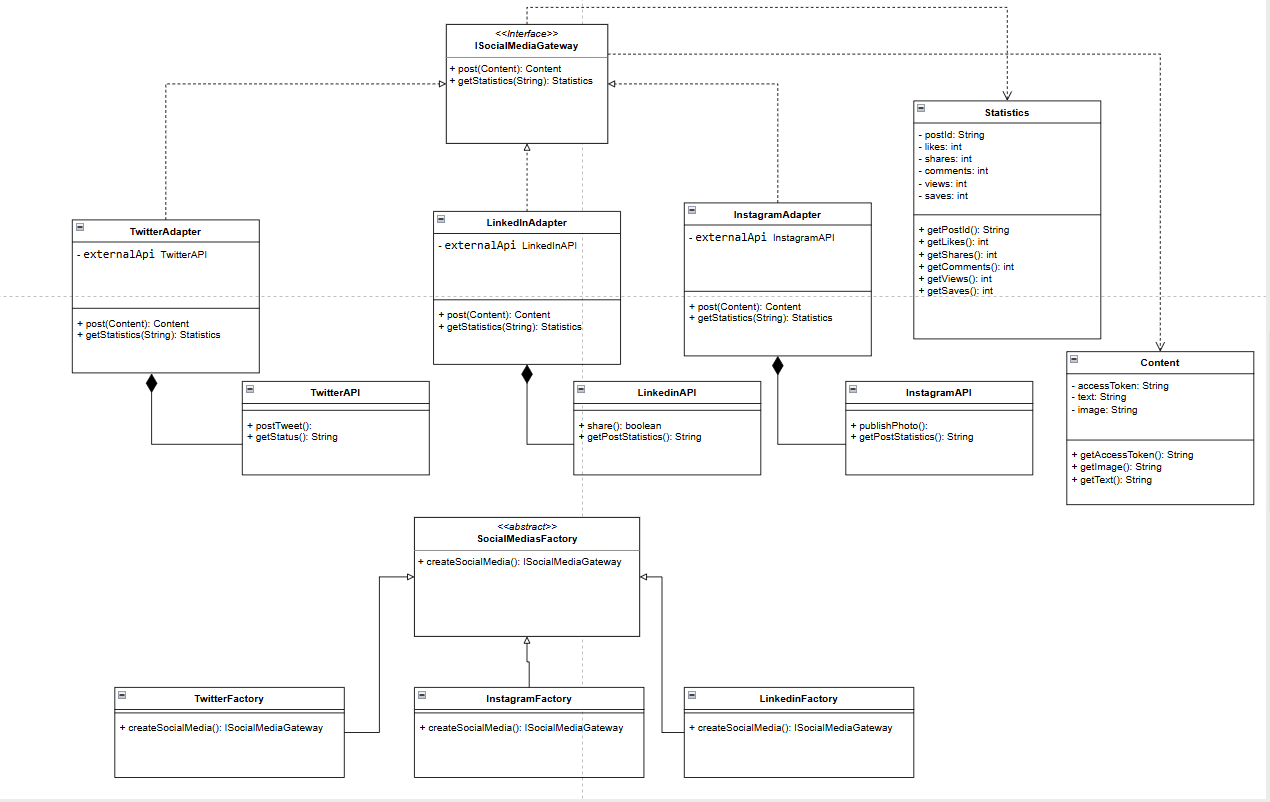 <<Interface>>
ISocialMediaGateway
+ post(Content): Content
+ getStatistics(String): Statistics
Statistics
- postId: String
- likes: int
- shares: int
- comments: int
- views: int
- saves: int
+ getPostId(): String
+ getLikes(): int
+ getShares(): int
+ getComments(): int
+ getViews(): int
+ getSaves(): int
TwitterAdapter
- externalApi TwitterAPI
+ post(Content): Content
+ getStatistics(String): Statistics
LinkedInAdapter
- externalApi LinkedInAPI
+ post(Content): Content
+ getStatistics(String): Statistics
InstagramAdapter
- externalApi InstagramAPI
+ post(Content): Content
+ getStatistics(String): Statistics
Content
- accessToken: String
- text: String
- image: String
+ getAccessToken(): String
+ getImage(): String
+ getText(): String
TwitterAPI
+ postTweet():
+ getStatus(): String
LinkedinAPI
+ share(): boolean
+ getPostStatistics(): String
InstagramAPI
+ publishPhoto():
+ getPostStatistics(): String
<<abstract>>
SocialMediasFactory
+ createSocialMedia(): ISocialMediaGateway
TwitterFactory
+ createSocialMedia(): ISocialMediaGateway
InstagramFactory
+ createSocialMedia(): ISocialMediaGateway
LinkedinFactory
+ createSocialMedia(): ISocialMediaGateway